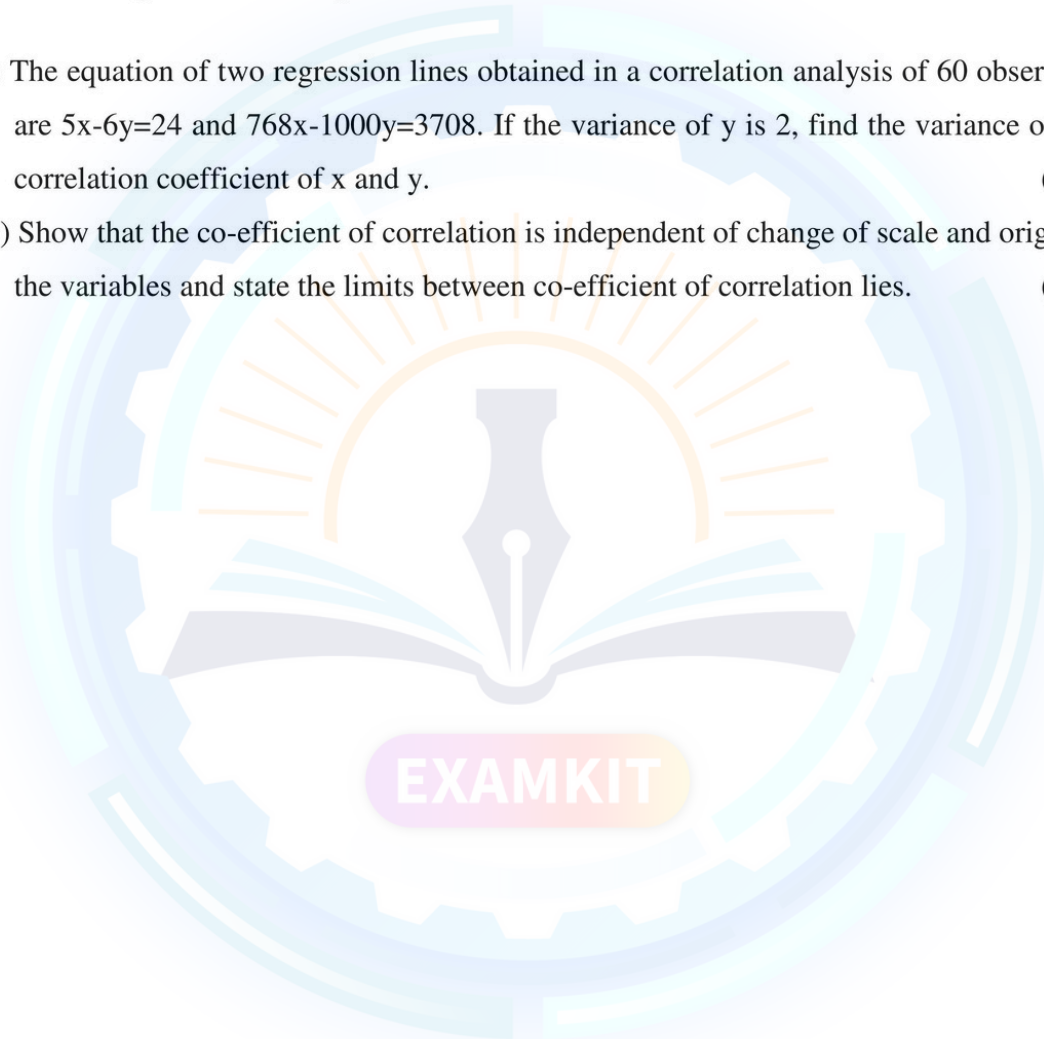 The equation of two regression lines obtained in a correlation analysis of 60 obser
are 5x-6y=24 and 768x-1000y=3708. If the variance of y is 2, find the variance o
correlation coefficient of x and y. (
) Show that the co-efficient of correlation is independent of change of scale and orig
the variables and state the limits between co-efficient of correlation lies. (
EXAMKIT